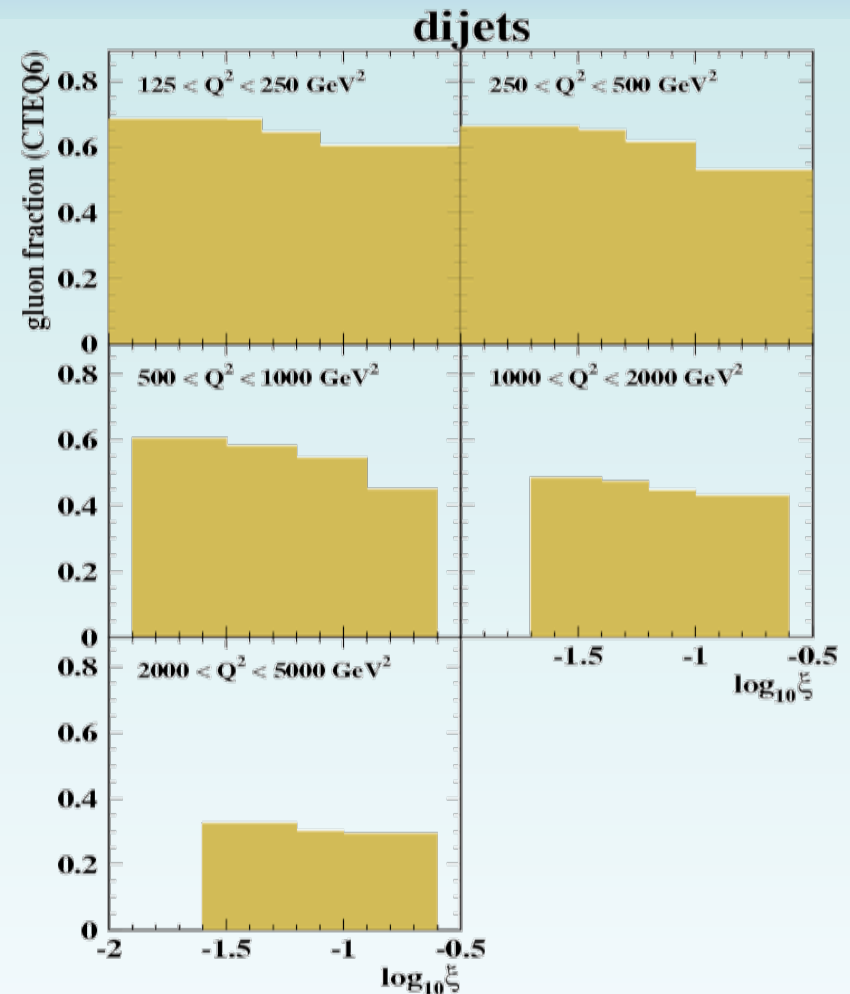 dijets
gluon fraction (CTEQ6)
125 < Q² < 250 GeV²
250 < Q² < 500 GeV²
0.8
0.6
0.4
0.2
0
500 < Q² < 1000 GeV²
1000 < Q² < 2000 GeV²
0.8
0.6
0.4
0.2
0
-1.5 -1 -0.5
log₁₀ξ
2000 < Q² < 5000 GeV²
0.8
0.6
0.4
0.2
0
-2 -1.5 -1 -0.5
log₁₀ξ